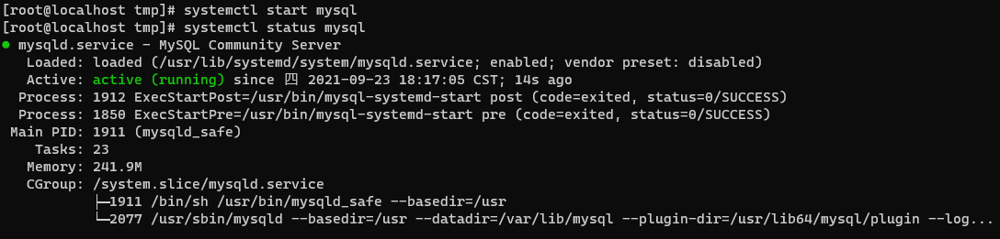 [root@localhost tmp]# systemctl start mysql
[root@localhost tmp]# systemctl status mysql
● mysqld.service - MySQL Community Server
   Loaded: loaded (/usr/lib/systemd/system/mysqld.service; enabled; vendor preset: disabled)
   Active: active (running) since 四 2021-09-23 18:17:05 CST; 14s ago
  Process: 1912 ExecStartPost=/usr/bin/mysql-systemd-start post (code=exited, status=0/SUCCESS)
  Process: 1850 ExecStartPre=/usr/bin/mysql-systemd-start pre (code=exited, status=0/SUCCESS)
 Main PID: 1911 (mysqld_safe)
    Tasks: 23
   Memory: 241.9M
   CGroup: /system.slice/mysqld.service
           ├─1911 /bin/sh /usr/bin/mysqld_safe --basedir=/usr
           └─2077 /usr/sbin/mysqld --basedir=/usr --datadir=/var/lib/mysql --plugin-dir=/usr/lib64/mysql/plugin --log...